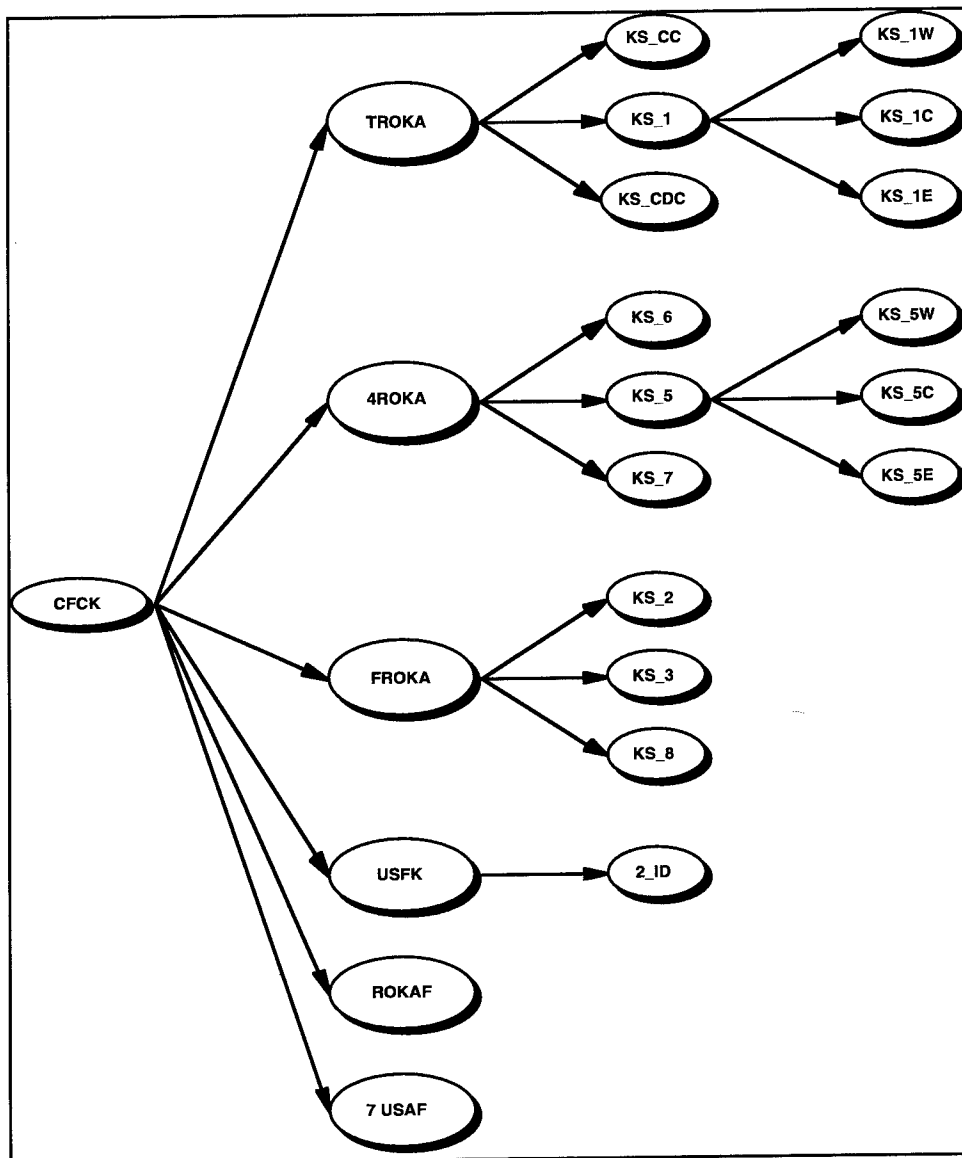 KS_CC
KS_1W
TROKA
KS_1
KS_1C
KS_CDC
KS_1E
KS_6
KS_5W
4ROKA
KS_5
KS_5C
KS_7
KS_5E
CFCK
KS_2
FROKA
KS_3
KS_8
USFK
2_ID
ROKAF
7 USAF